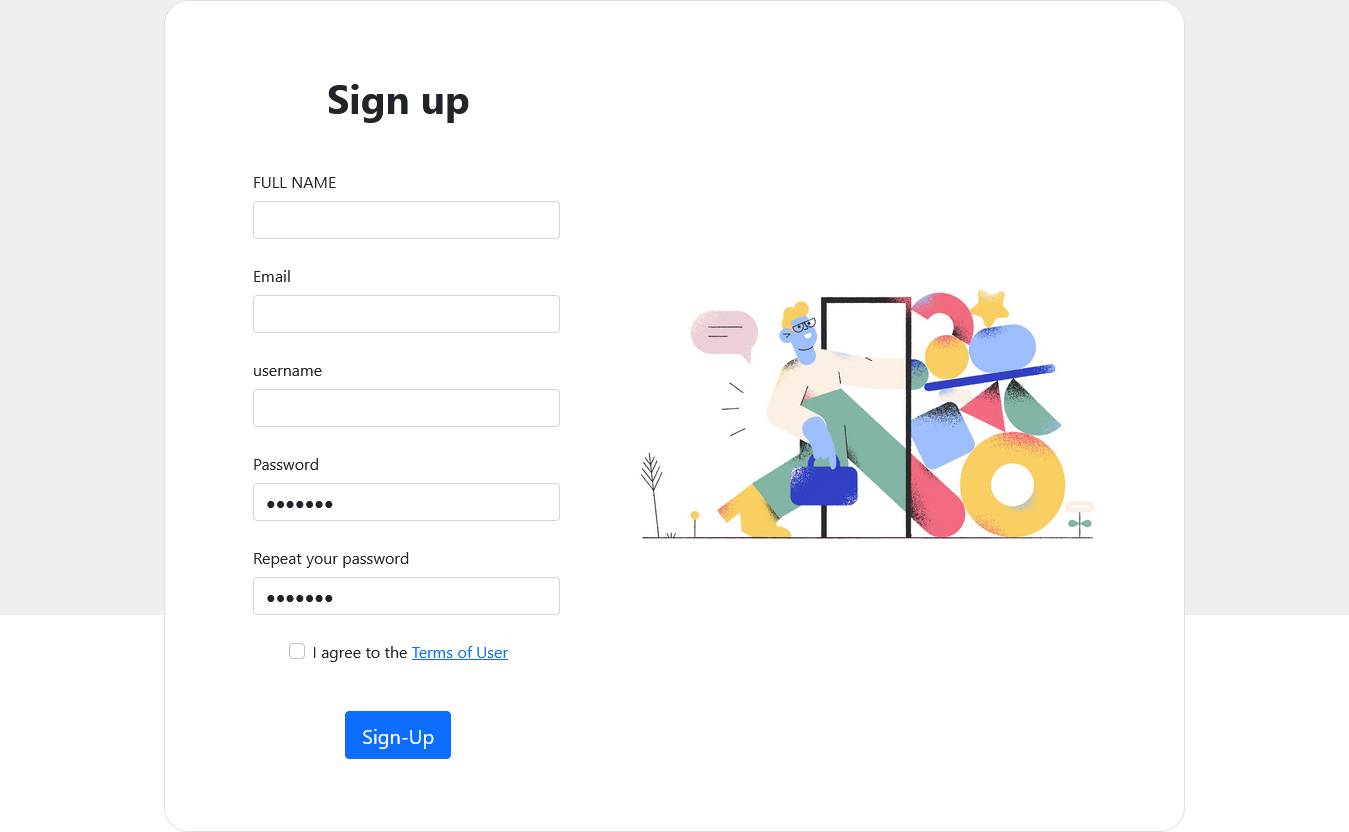 Sign up
FULL NAME
Email
username
Password
•••••••
Repeat your password
•••••••
I agree to the Terms of User
Sign-Up